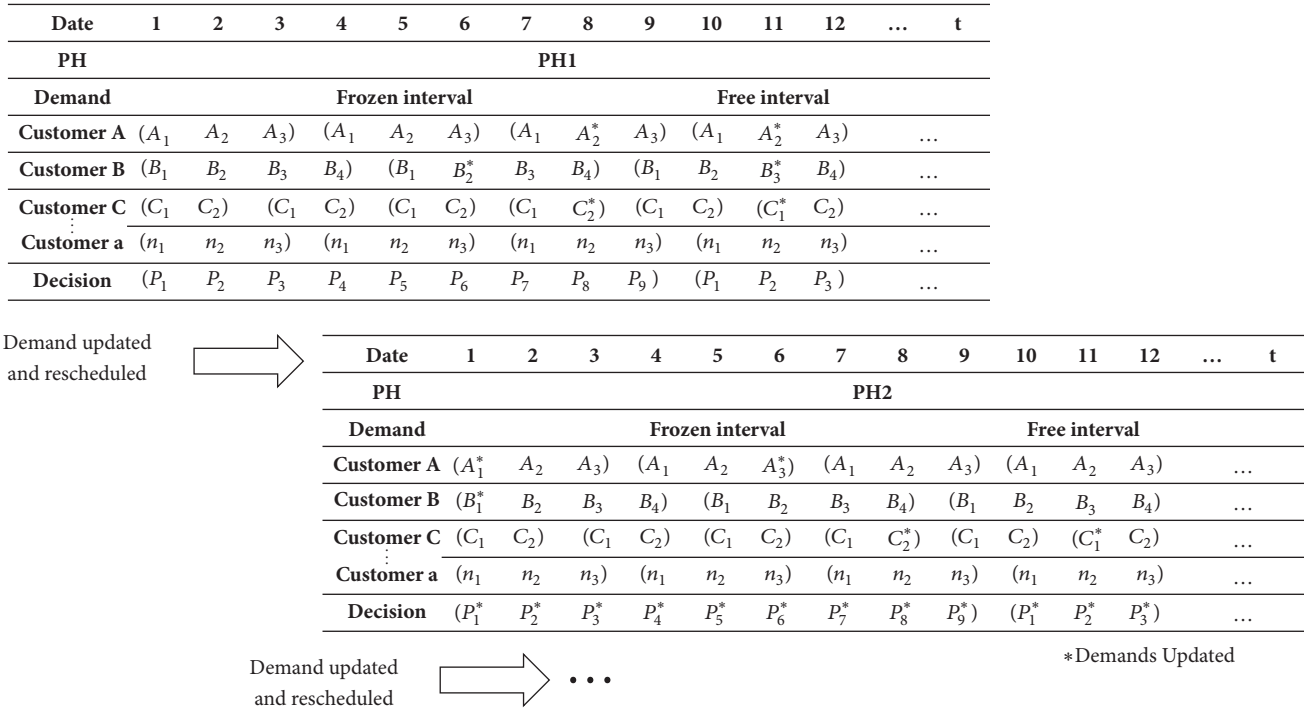 Date 1 2 3 4 5 6 7 8 9 10 11 12 … t
PH PH1
Demand Frozen interval Free interval
Customer A (A₁ A₂ A₃) (A₁ A₂ A₃) (A₁ A₂* A₃) (A₁ A₂* A₃) …
Customer B (B₁ B₂ B₃ B₄) (B₁ B₂* B₃ B₄) (B₁ B₂ B₃* B₄) …
Customer C (C₁ C₂) (C₁ C₂) (C₁ C₂) (C₁ C₂*) (C₁ C₂) (C₁* C₂) …
⋮
Customer a (n₁ n₂ n₃) (n₁ n₂ n₃) (n₁ n₂ n₃) (n₁ n₂ n₃) …
Decision (P₁ P₂ P₃ P₄ P₅ P₆ P₇ P₈ P₉) (P₁ P₂ P₃) …
Demand updated
and rescheduled
Date 1 2 3 4 5 6 7 8 9 10 11 12 … t
PH PH2
Demand Frozen interval Free interval
Customer A (A₁* A₂ A₃) (A₁ A₂ A₃*) (A₁ A₂ A₃) (A₁ A₂ A₃) …
Customer B (B₁* B₂ B₃ B₄) (B₁ B₂ B₃ B₄) (B₁ B₂ B₃ B₄) …
Customer C (C₁ C₂) (C₁ C₂) (C₁ C₂) (C₁ C₂*) (C₁ C₂) (C₁* C₂) …
⋮
Customer a (n₁ n₂ n₃) (n₁ n₂ n₃) (n₁ n₂ n₃) (n₁ n₂ n₃) …
Decision (P₁* P₂* P₃* P₄* P₅* P₆* P₇* P₈* P₉*) (P₁* P₂* P₃*) …
*Demands Updated
Demand updated
and rescheduled
• • •